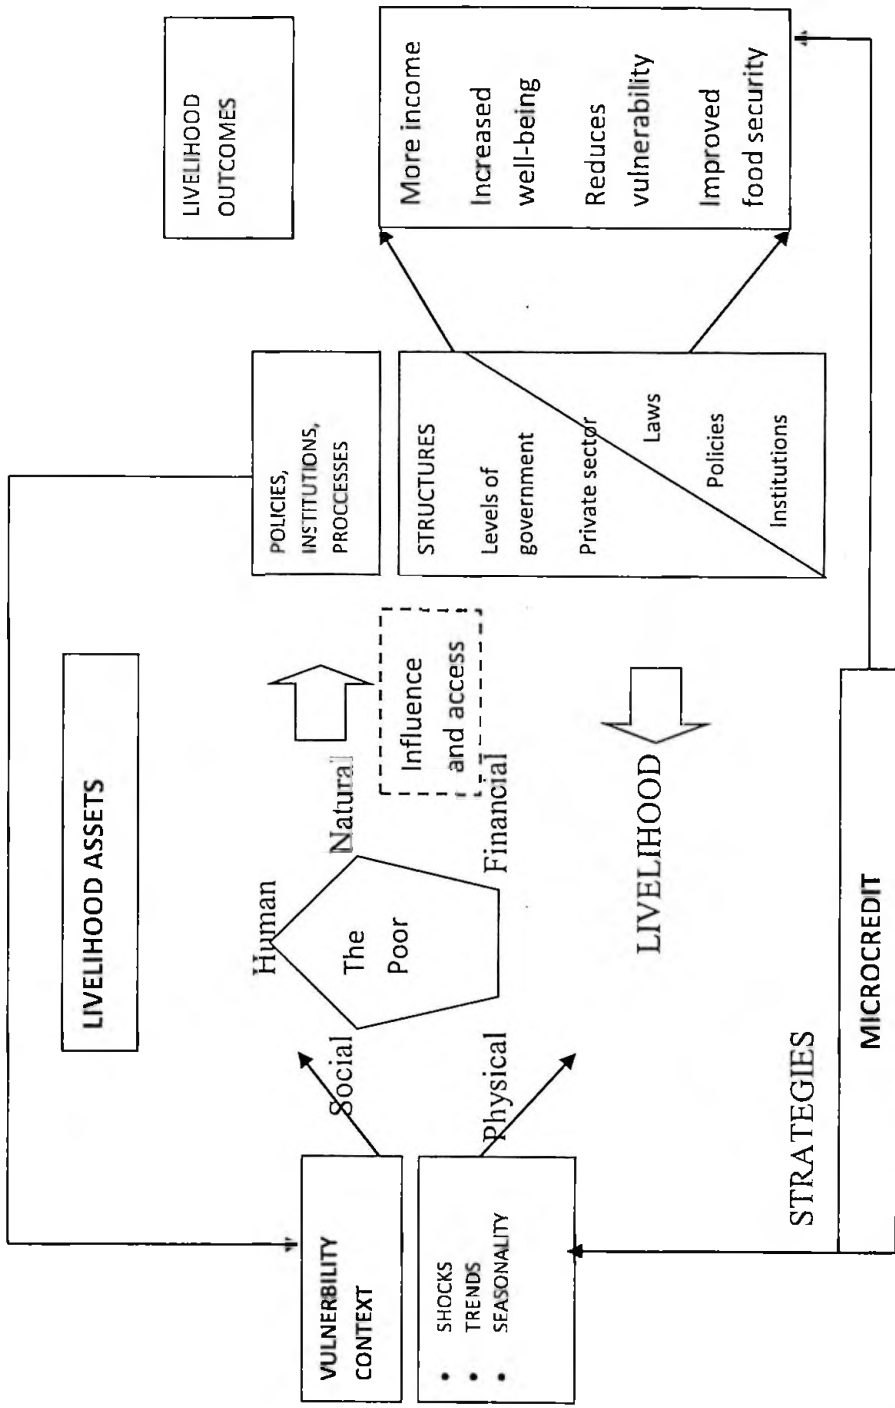 LIVELIHOOD ASSETS
LIVELIHOOD
OUTCOMES
POLICIES,
INSTITUTIONS,
PROCCESSES
VULNERBILITY
CONTEXT
• SHOCKS
• TRENDS
• SEASONALITY
Human
Social
Natural
The
Poor
Physical
Financial
Influence
and access
STRUCTURES
Levels of
government
Private sector
Laws
Policies
Institutions
More income
Increased
well-being
Reduces
vulnerability
Improved
food security
LIVELIHOOD
STRATEGIES
MICROCREDIT